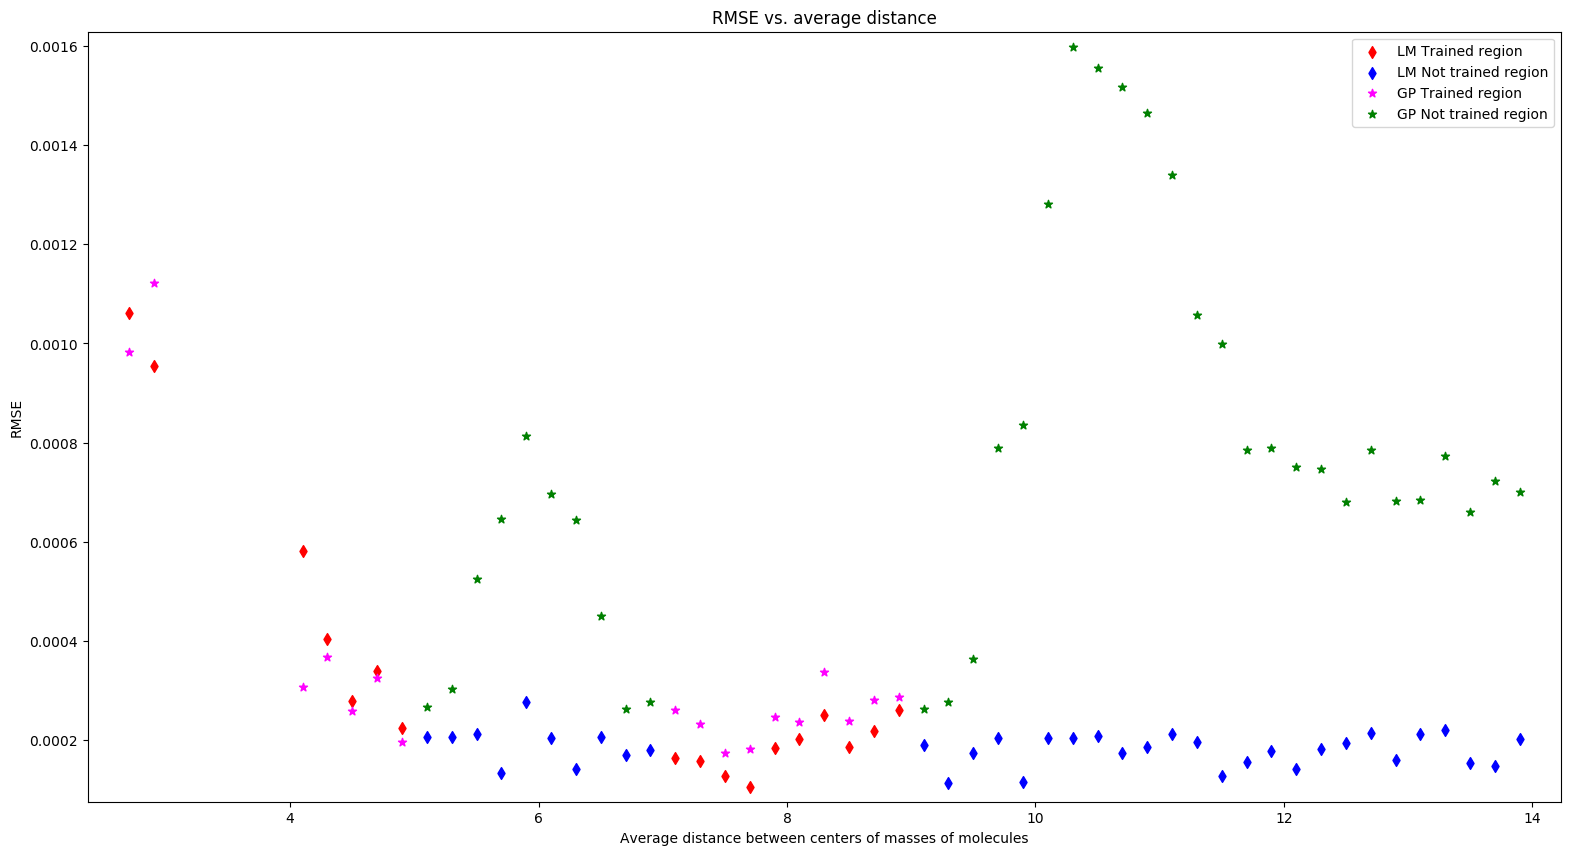 RMSE vs. average distance
LM Trained region
LM Not trained region
GP Trained region
GP Not trained region
RMSE
0.0016
0.0014
0.0012
0.0010
0.0008
0.0006
0.0004
0.0002
4 6 8 10 12 14
Average distance between centers of masses of molecules